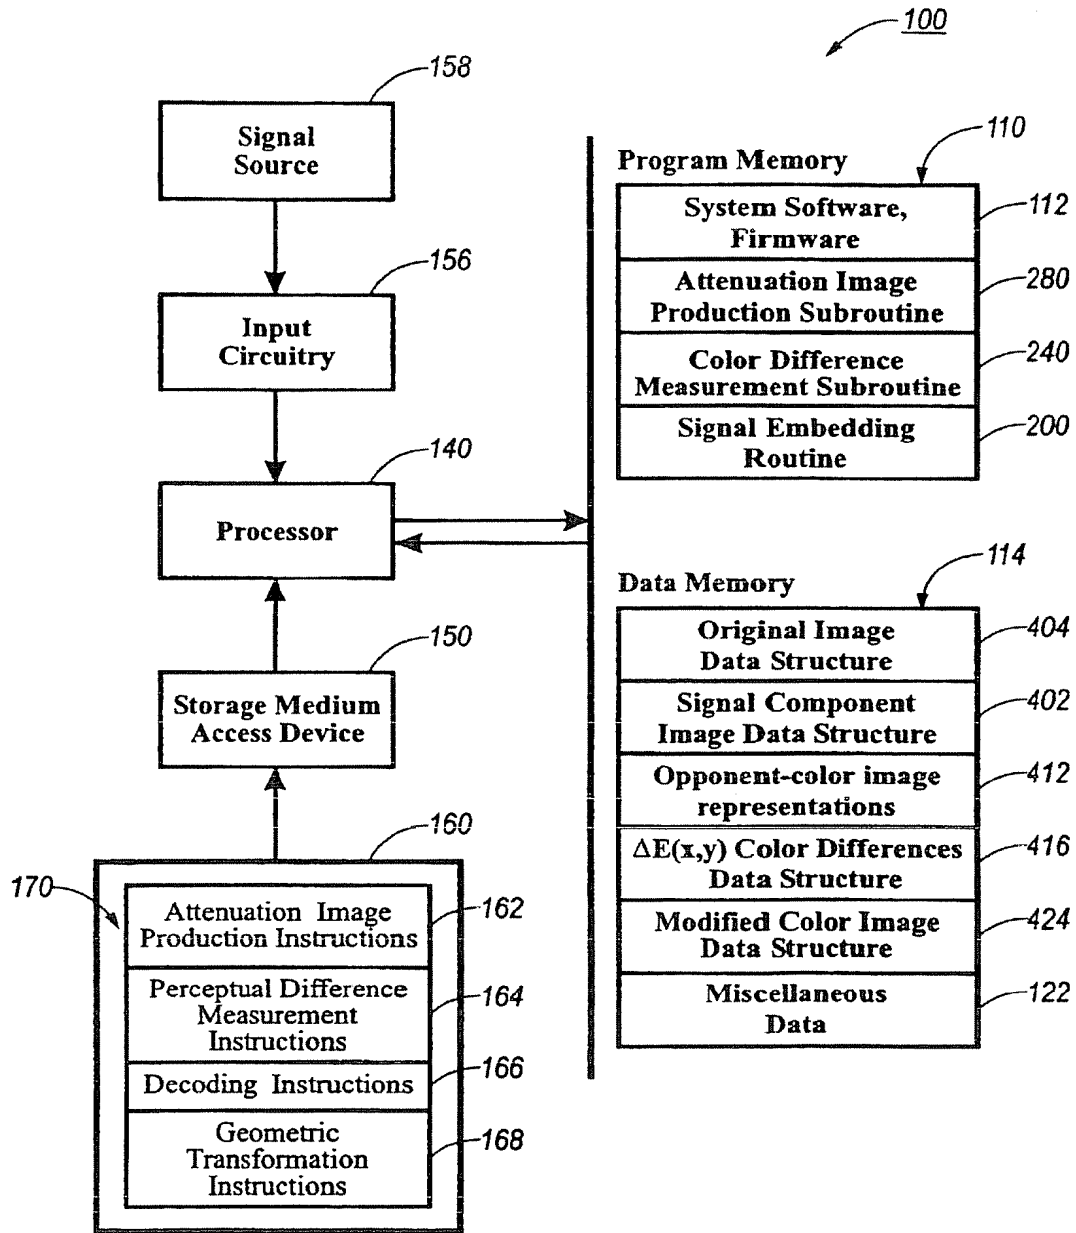 100
158
Signal
Source
156
Input
Circuitry
140
Processor
150
Storage Medium
Access Device
160
170
Attenuation Image
Production Instructions
162
Perceptual Difference
Measurement
Instructions
164
Decoding Instructions
166
Geometric
Transformation
Instructions
168
110
Program Memory
System Software,
Firmware
112
Attenuation Image
Production Subroutine
280
Color Difference
Measurement Subroutine
240
Signal Embedding
Routine
200
114
Data Memory
Original Image
Data Structure
404
Signal Component
Image Data Structure
402
Opponent-color image
representations
412
ΔE(x,y) Color Differences
Data Structure
416
Modified Color Image
Data Structure
424
Miscellaneous
Data
122